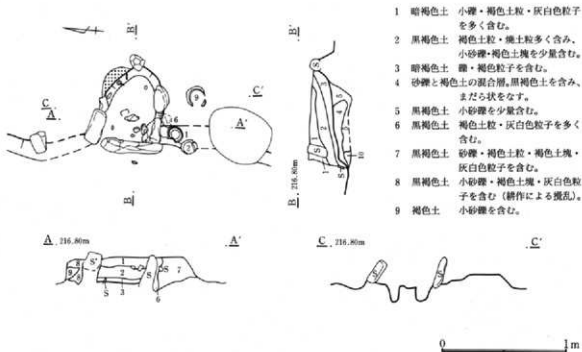 1 暗褐色土 小礫・褐色土粒・灰白色粒子
を多く含む。
2 黒褐色土 褐色土粒・焼土粒多く含み、
小砂礫・褐色土塊を少量含む。
3 暗褐色土 礫・褐色粒子を含む。
4 砂礫と褐色土の混合層。黒褐色土を含み、
まだら状をなす。
5 黒褐色土 小砂礫を少量含む。
6 黒褐色土 褐色土粒・灰白色粒子を多く
含む。
7 黒褐色土 砂礫・褐色土粒・褐色土塊・
灰白色粒子を含む。
8 黒褐色土 小砂礫・褐色土塊・灰白色粒
子を含む(耕作による攪乱)。
9 褐色土 小砂礫を含む。
B'
B'
C'
C
A
A'
B
B 216.80m
A 216.80m
A'
C 216.80m
C'
0 1m